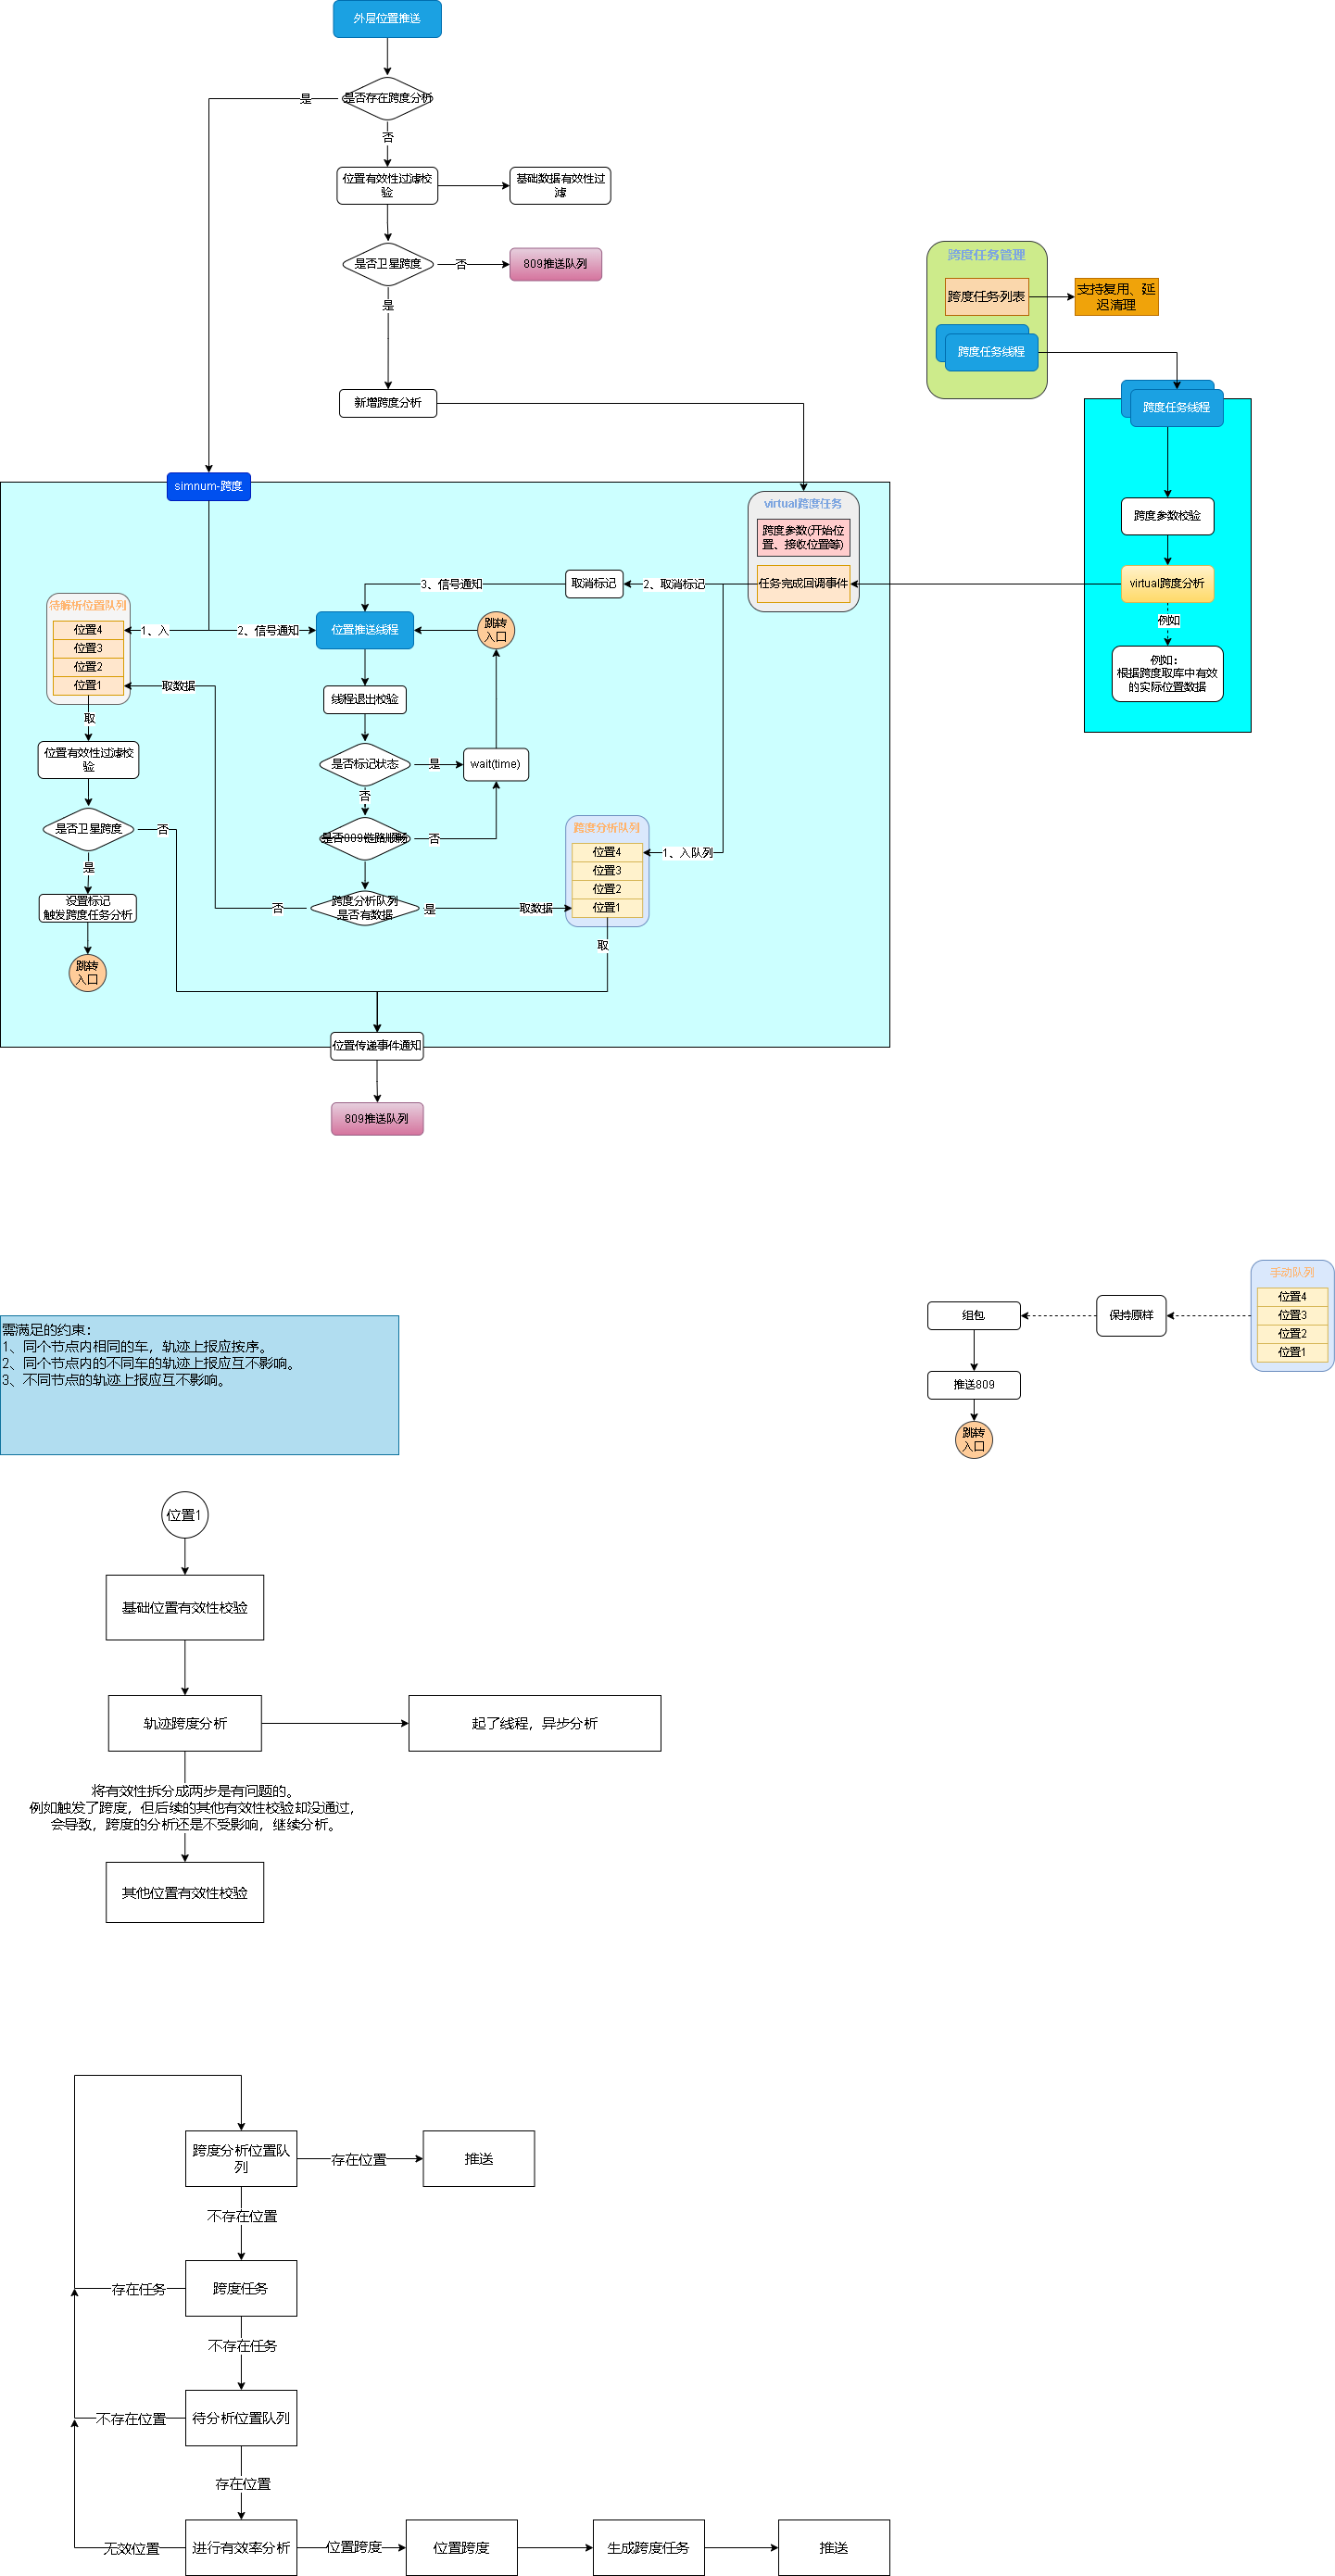 外层位置推送
是否存在跨度分析
是
否
位置有效性过滤校
验
基础数据有效性过
滤
是否卫星跨度
否
809推送队列
是
新增跨度分析
跨度任务管理
跨度任务列表
支持复用、延
迟清理
跨度任务线程
跨度任务线程
跨度参数校验
virtual跨度分析
例如
例如：
根据跨度取库中有效
的实际位置数据
simnum-跨度
virtual跨度任务
跨度参数(开始位
置、接收位置等)
任务完成回调事件
2、取消标记
取消标记
3、信号通知
待解析位置队列
位置4
位置3
位置2
位置1
1、入
2、信号通知
位置推送线程
跳转
入口
取数据
线程退出校验
取
位置有效性过滤校
验
是否标记状态
是
wait(time)
否
是否809链路顺畅
否
是否卫星跨度
否
是
设置标记
触发跨度任务分析
跳转
入口
跨度分析队列
位置4
位置3
位置2
位置1
1、入队列
跨度分析队列
是否有数据
否
是
取数据
取
位置传递事件通知
809推送队列
手动队列
位置4
位置3
位置2
位置1
保持原样
组包
推送809
跳转
入口
需满足的约束：
1、同个节点内相同的车，轨迹上报应按序。
2、同个节点内的不同车的轨迹上报应互不影响。
3、不同节点的轨迹上报应互不影响。
位置1
基础位置有效性校验
轨迹跨度分析
起了线程，异步分析
将有效性拆分成两步是有问题的。
例如触发了跨度，但后续的其他有效性校验却没通过，
会导致，跨度的分析还是不受影响，继续分析。
其他位置有效性校验
跨度分析位置队
列
存在位置
推送
不存在位置
跨度任务
存在任务
不存在任务
待分析位置队列
不存在位置
存在位置
进行有效率分析
无效位置
位置跨度
位置跨度
生成跨度任务
推送